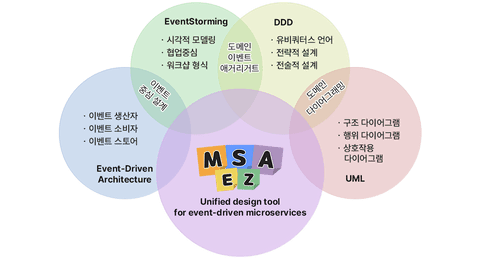 EventStorming
· 시각적 모델링
· 협업중심
· 워크샵 형식
도메인
이벤트
애거리거트
DDD
· 유비쿼터스 언어
· 전략적 설계
· 전술적 설계
이벤트
중심 설계
도메인
다이어그래밍
· 이벤트 생산자
· 이벤트 소비자
· 이벤트 스토어
Event-Driven
Architecture
· 구조 다이어그램
· 행위 다이어그램
· 상호작용
다이어그램
UML
MSA
EZ
Unified design tool
for event-driven microservices